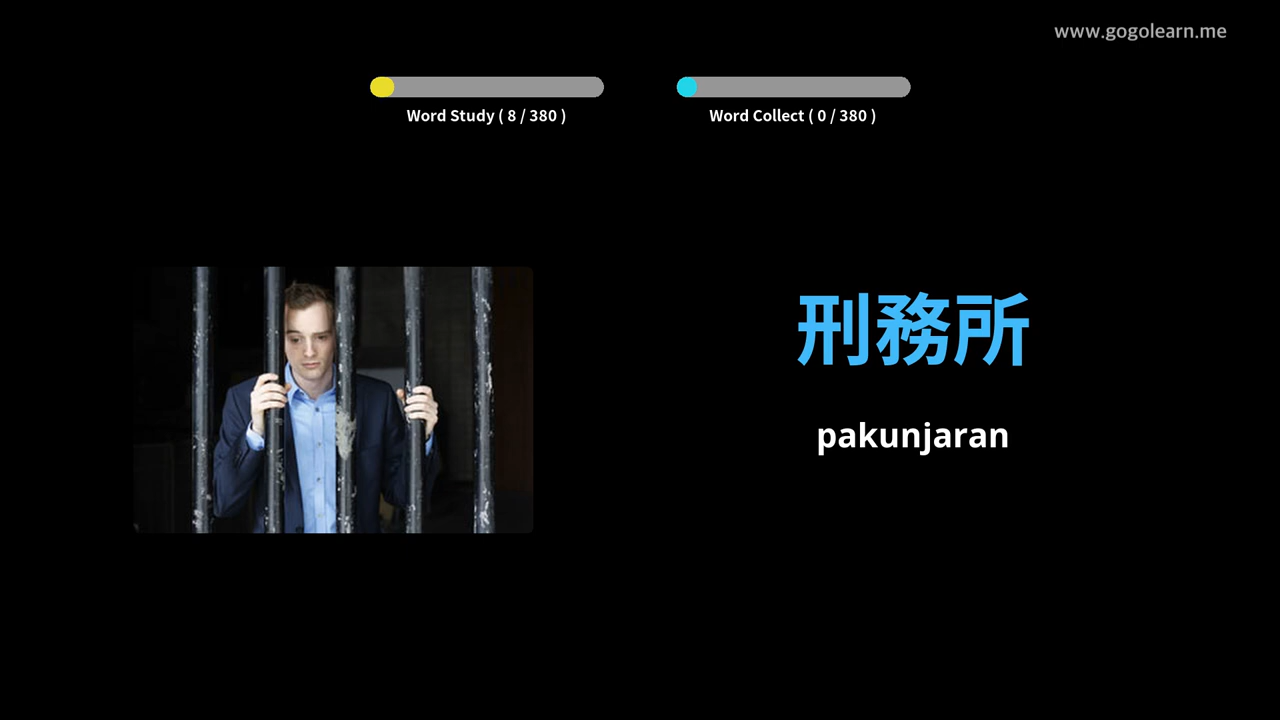 www.gogolearn.me
Word Study ( 8 / 380 )
Word Collect ( 0 / 380 )
刑務所
pakunjaran